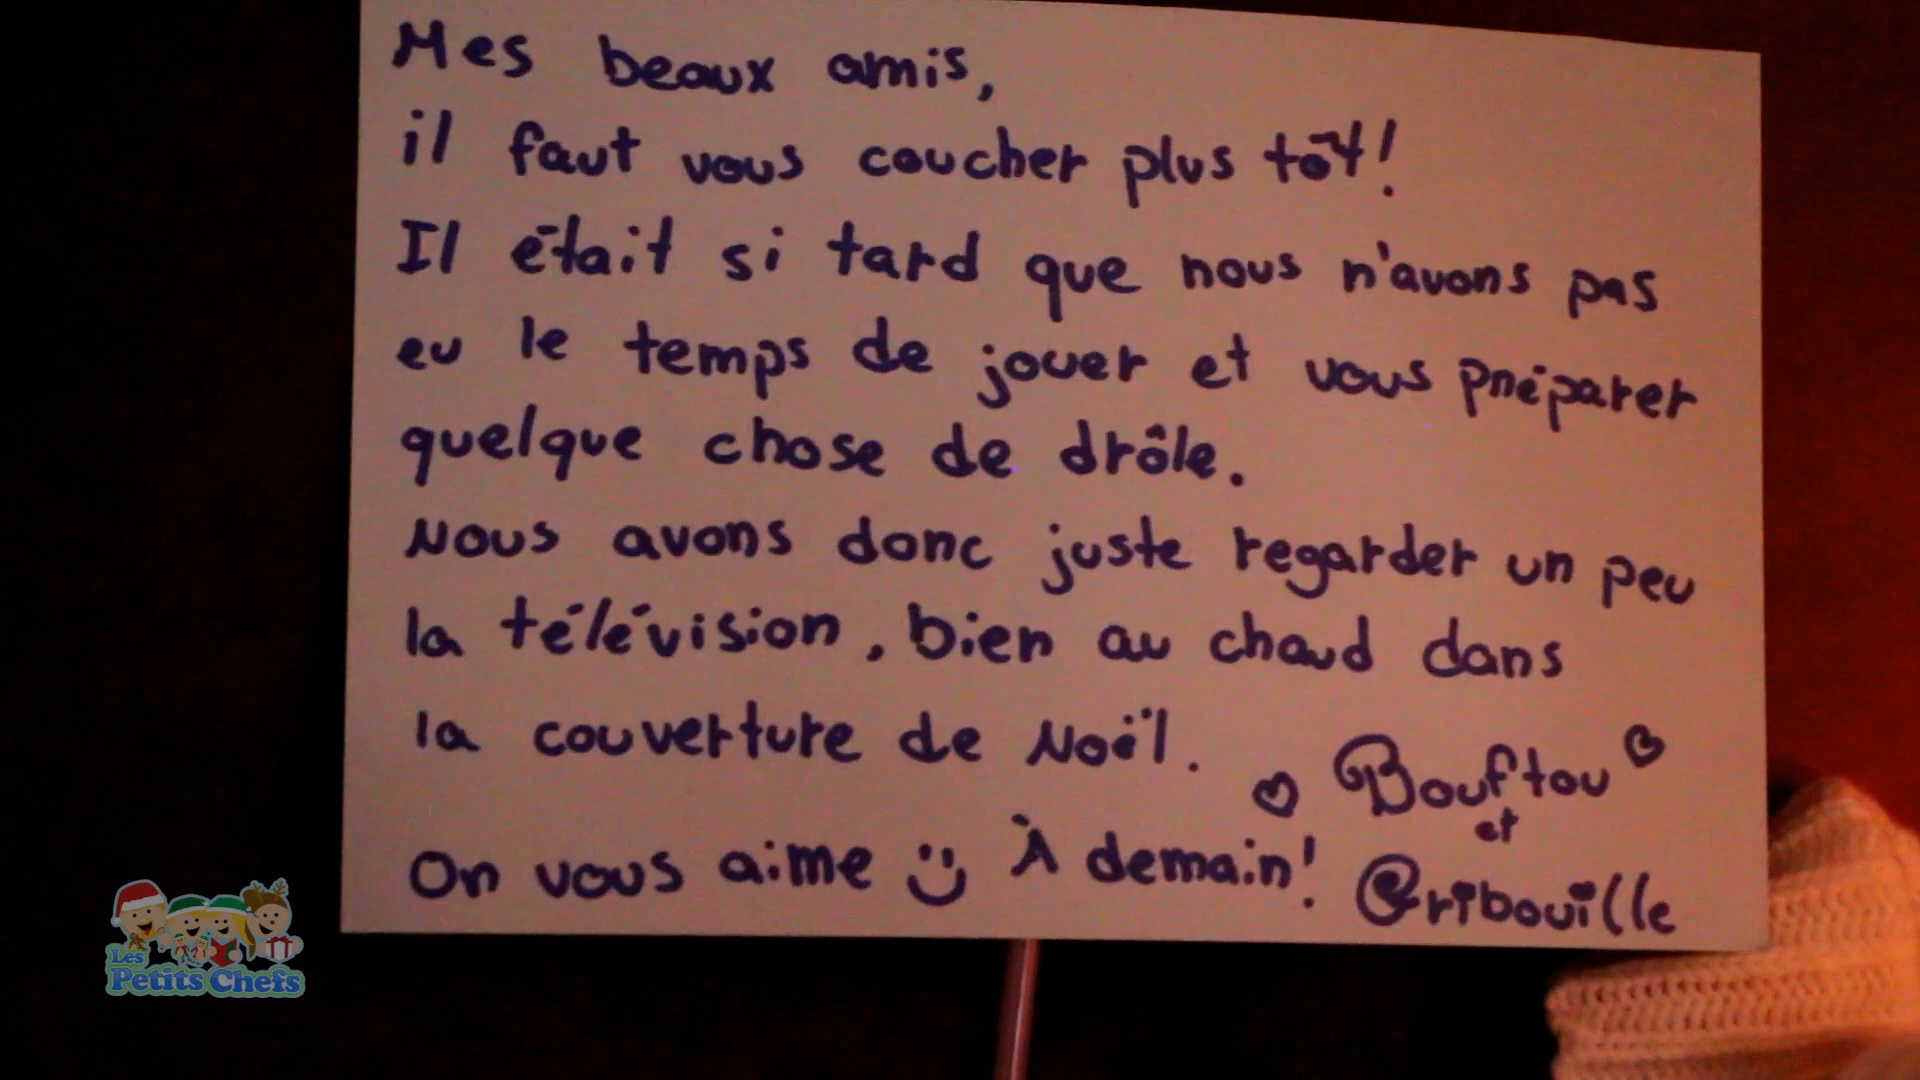 Mes beaux amis,
il faut vous coucher plus tôt!
Il était si tard que nous n'avons pas
eu le temps de jouer et vous préparer
quelque chose de drôle.
Nous avons donc juste regarder un peu
la télévision, bien au chaud dans
la couverture de Noël.
Bouftou
et
On vous aime À demain! Gribouille
Les
Petits Chefs